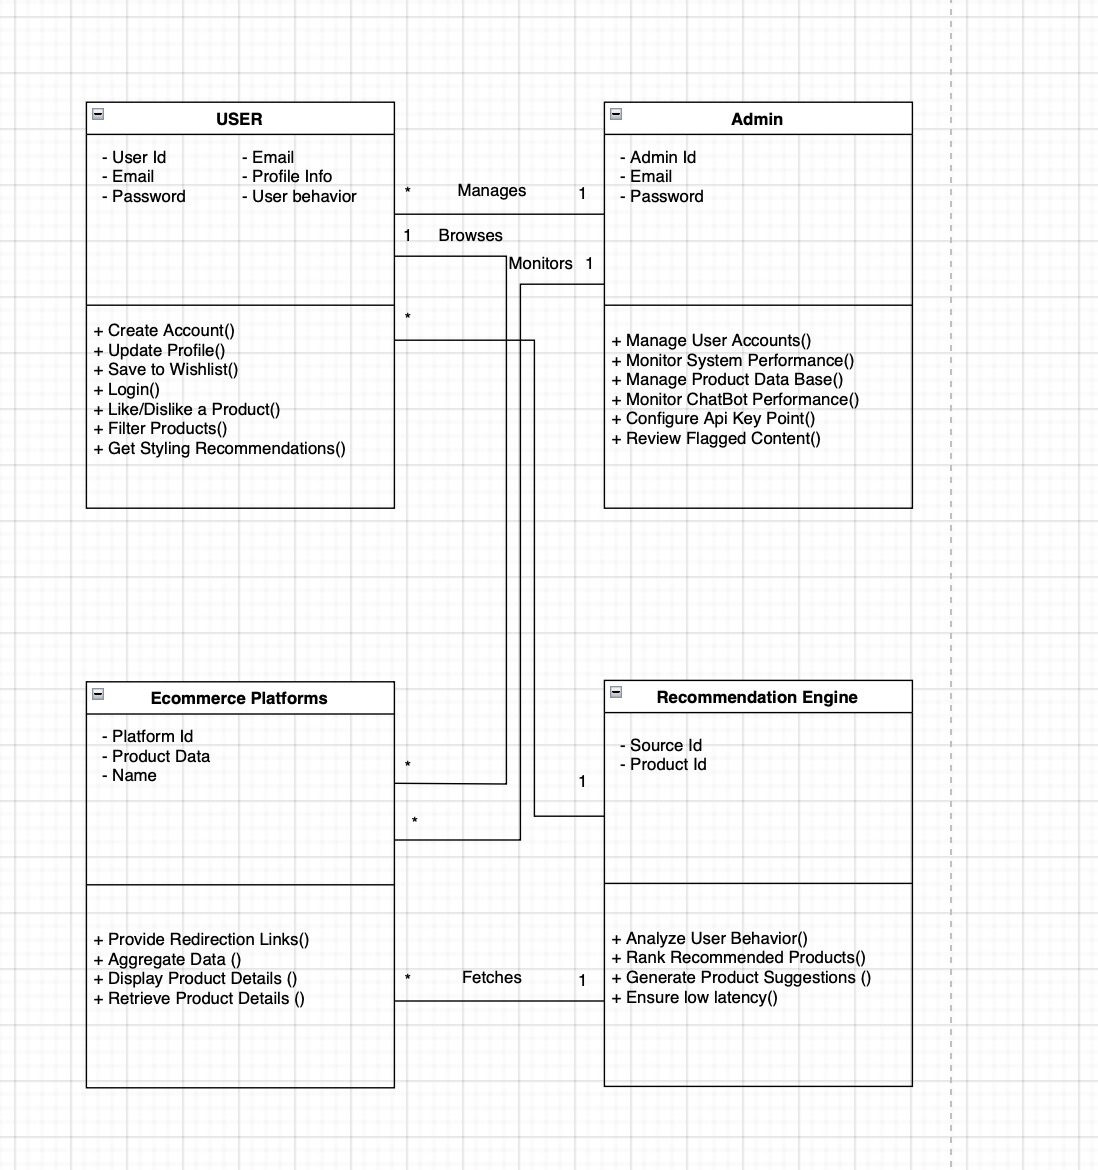 USER
- User Id
- Email
- Password
- Email
- Profile Info
- User behavior
+ Create Account()
+ Update Profile()
+ Save to Wishlist()
+ Login()
+ Like/Dislike a Product()
+ Filter Products()
+ Get Styling Recommendations()
* Manages 1
1 Browses
Monitors 1
*
Admin
- Admin Id
- Email
- Password
+ Manage User Accounts()
+ Monitor System Performance()
+ Manage Product Data Base()
+ Monitor ChatBot Performance()
+ Configure Api Key Point()
+ Review Flagged Content()
Ecommerce Platforms
- Platform Id
- Product Data
- Name
+ Provide Redirection Links()
+ Aggregate Data ()
+ Display Product Details ()
+ Retrieve Product Details ()
*
1
*
* Fetches 1
Recommendation Engine
- Source Id
- Product Id
+ Analyze User Behavior()
+ Rank Recommended Products()
+ Generate Product Suggestions ()
+ Ensure low latency()